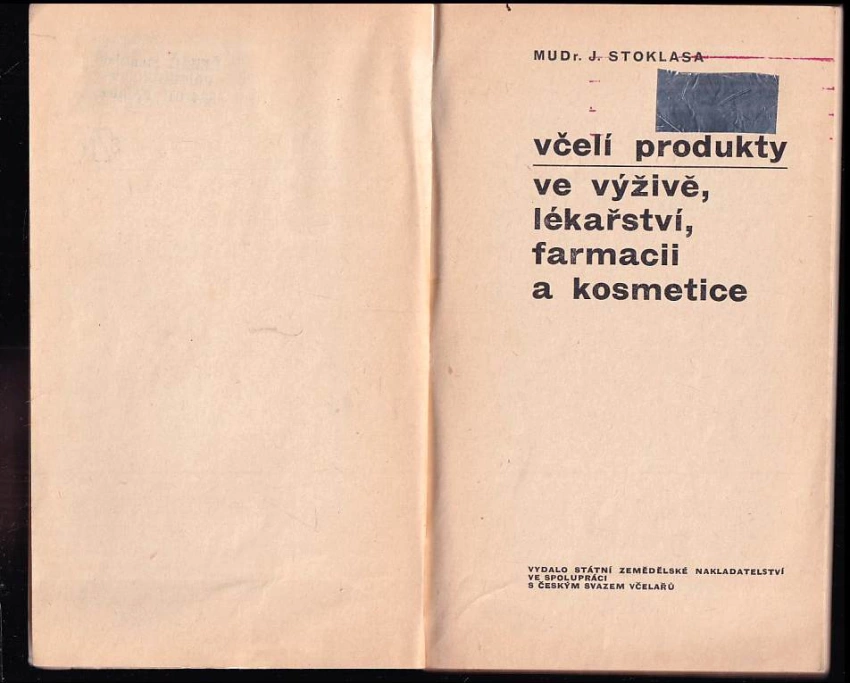 MUDr. J. STOKLASA
včelí produkty
ve výživě,
lékařství,
farmacii
a kosmetice
VYDALO STÁTNÍ ZEMĚDĚLSKÉ NAKLADATELSTVÍ
VE SPOLUPRÁCI
S ČESKÝM SVAZEM VČELAŘŮ